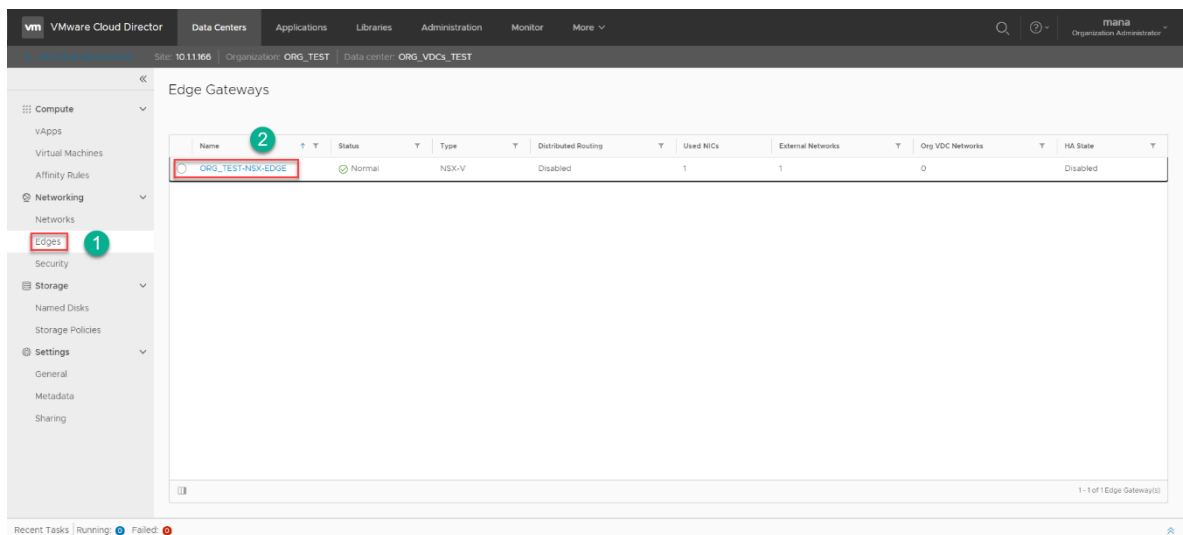 vm VMware Cloud Director Data Centers Applications Libraries Administration Monitor More mana
Organization Administrator
Site: 10.1.1.166 Organization: ORG_TEST Data center: ORG_VDCs_TEST
Edge Gateways
Compute
vApps
Virtual Machines
Affinity Rules
Networking
Networks
Edges 1
Security
Storage
Named Disks
Storage Policies
Settings
General
Metadata
Sharing
2
Name Status Type Distributed Routing Used NICs External Networks Org VDC Networks HA State
ORG_TEST-NSX-EDGE Normal NSX-V Disabled 1 1 0 Disabled
1 - 1 of 1 Edge Gateway(s)
Recent Tasks Running: 0 Failed: 0